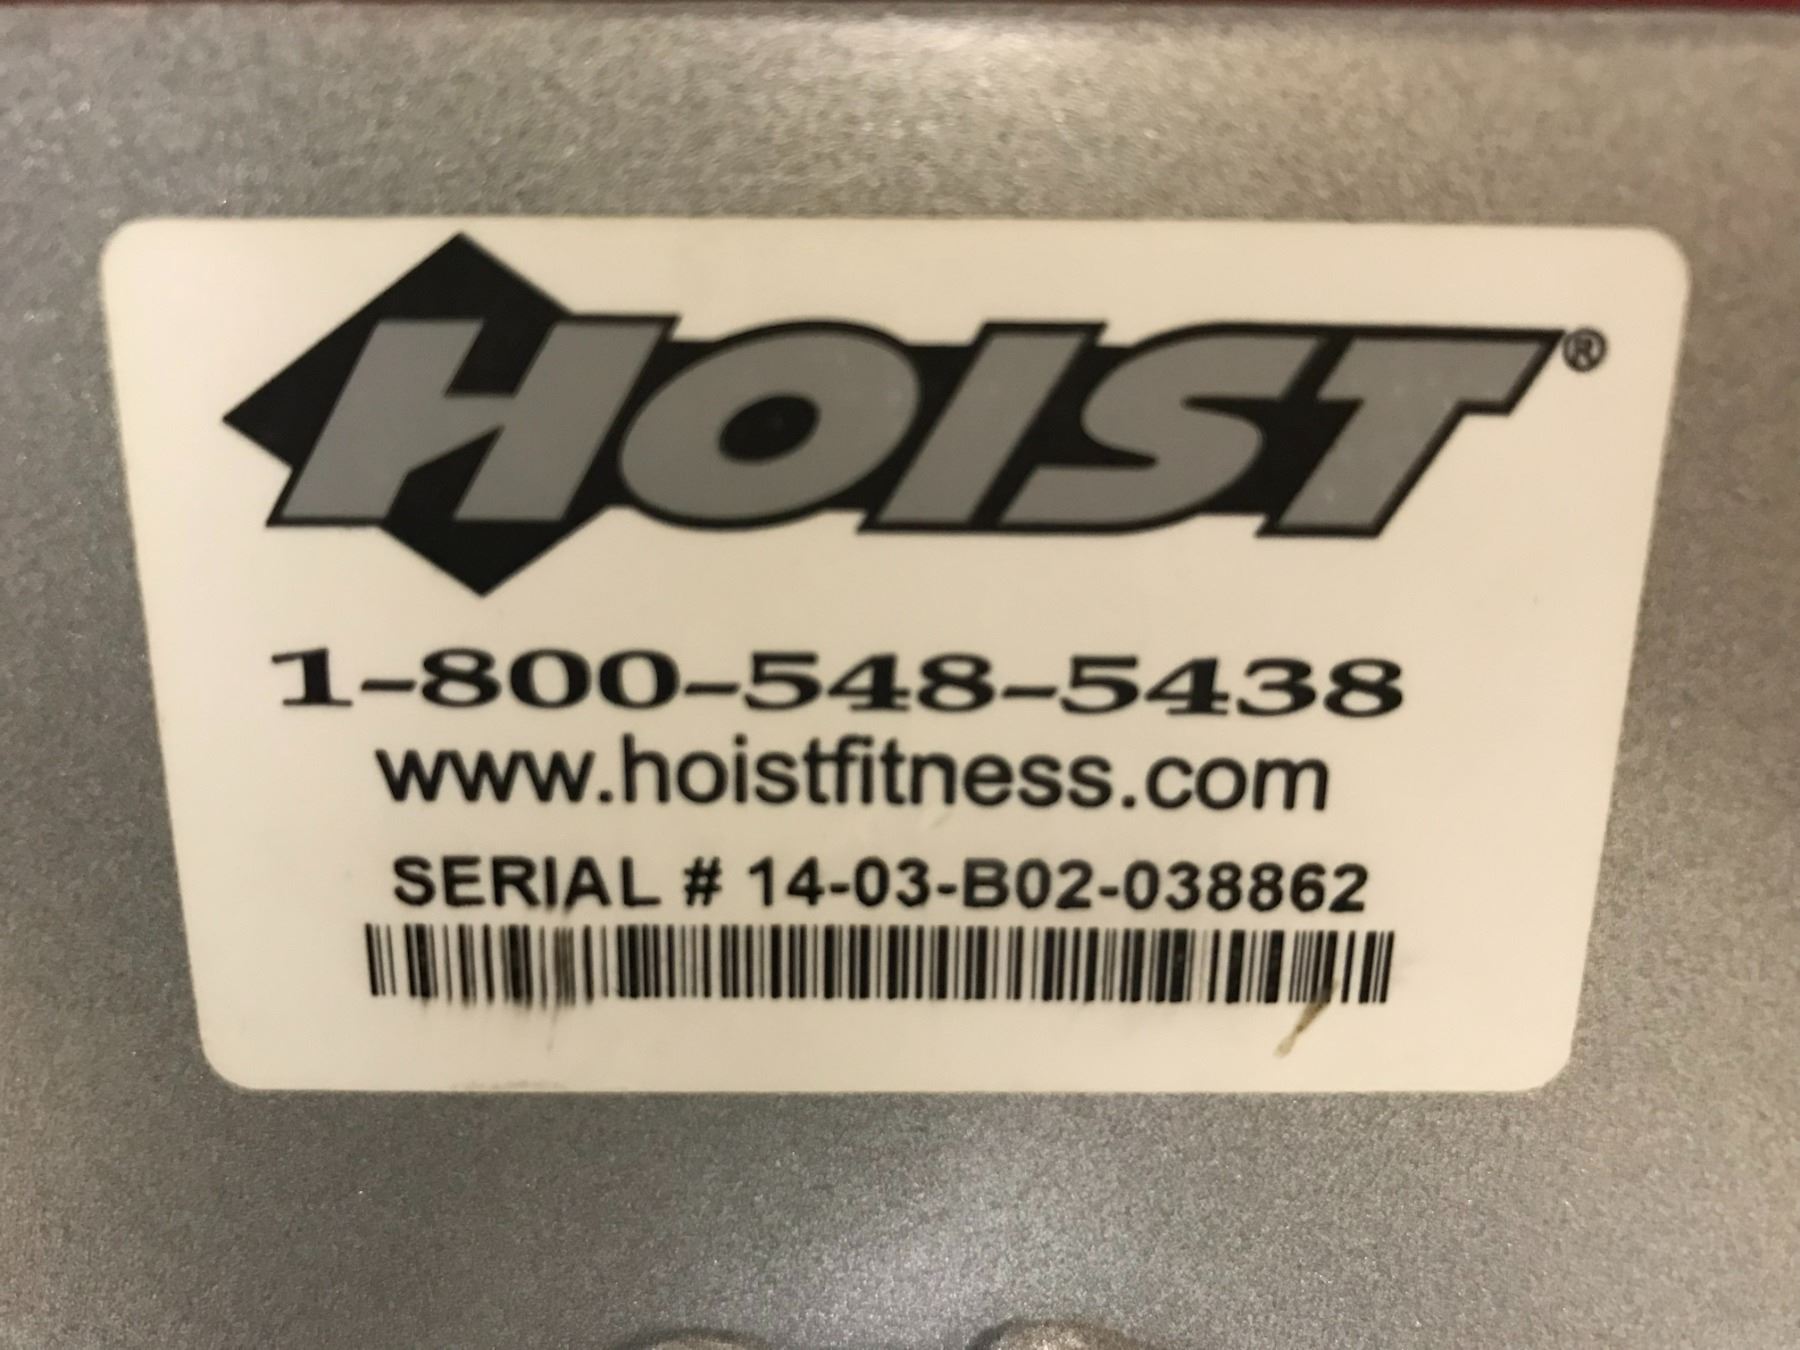 HOIST®
1-800-548-5438
www.hoistfitness.com
SERIAL # 14-03-B02-038862